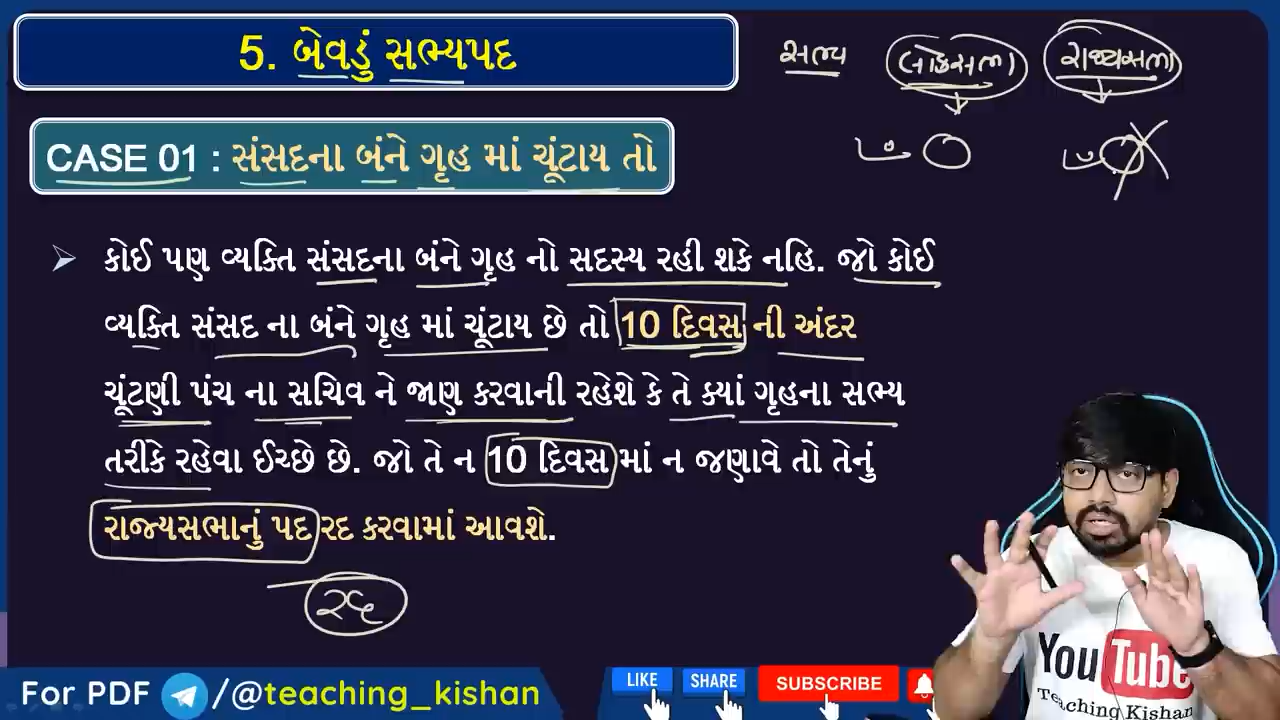 5. બેવડું સભ્યપદ
સભ્ય લોકસભા રાજ્યસભા
CASE 01 : સંસદના બંને ગૃહ માં ચૂંટાય તો
કોઈ પણ વ્યક્તિ સંસદના બંને ગૃહ નો સદસ્ય રહી શકે નહિ. જો કોઈ
વ્યક્તિ સંસદ ના બંને ગૃહ માં ચૂંટાય છે તો 10 દિવસ ની અંદર
ચૂંટણી પંચ ના સચિવ ને જાણ કરવાની રહેશે કે તે ક્યાં ગૃહના સભ્ય
તરીકે રહેવા ઈચ્છે છે. જો તે ન 10 દિવસ માં ન જણાવે તો તેનું
રાજ્યસભાનું પદ રદ કરવામાં આવશે.
રદ
YouTube
Teaching Kishan
For PDF /@teaching_kishan
LIKE SHARE SUBSCRIBE